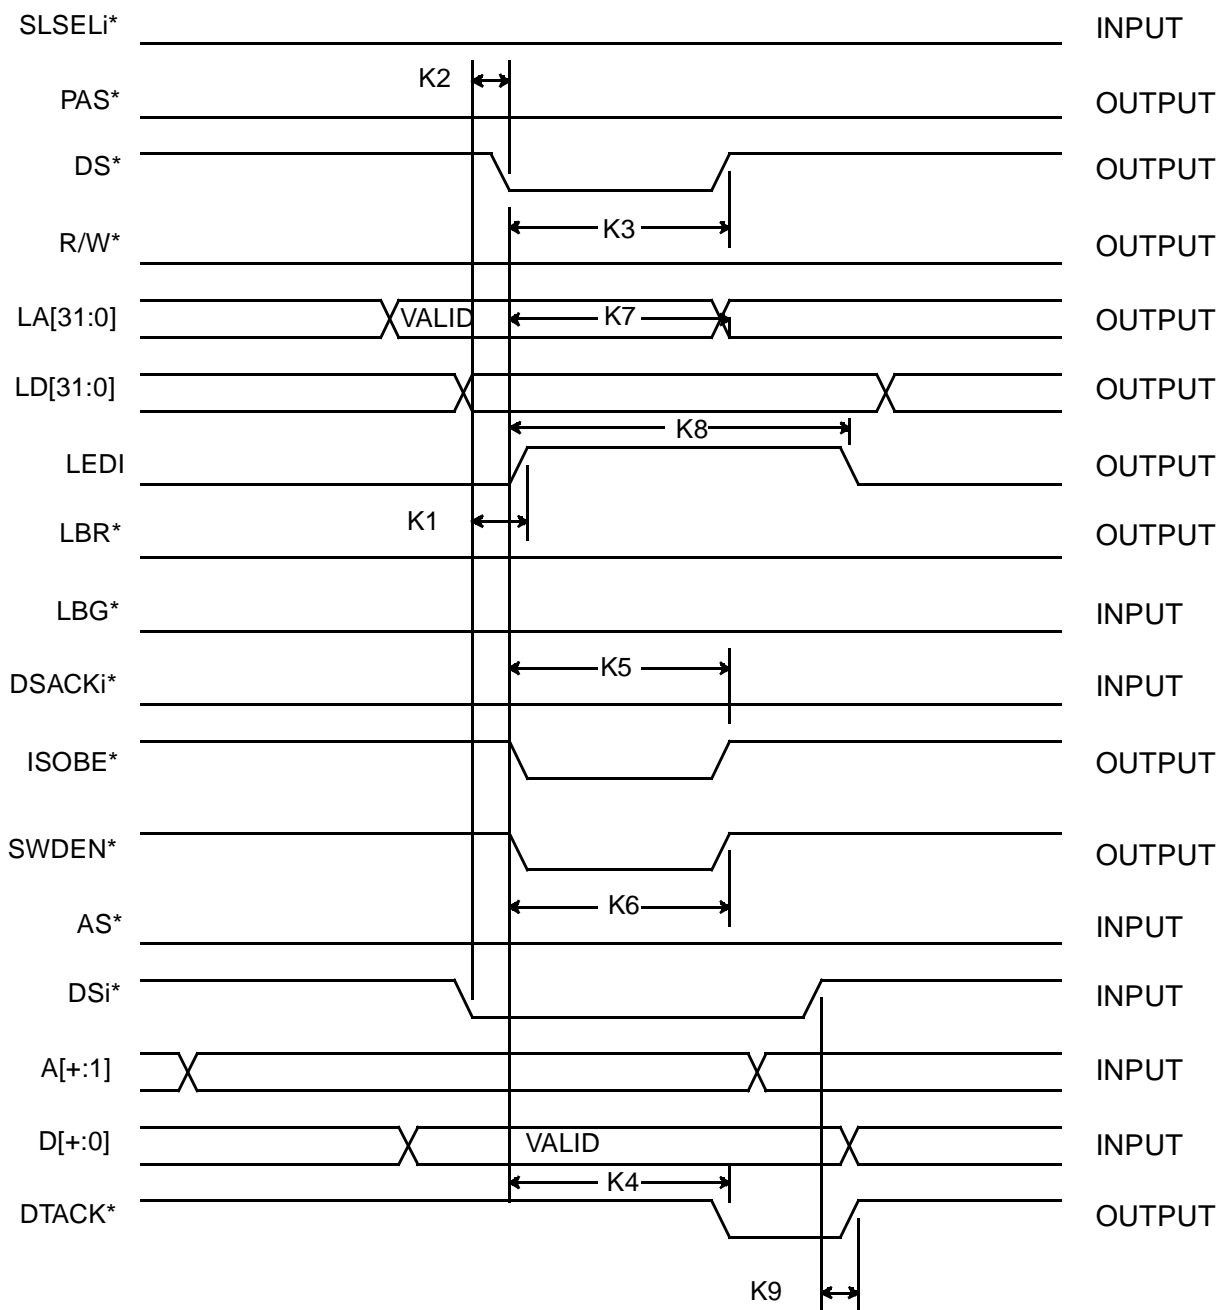 SLSELi* INPUT
K2
PAS* OUTPUT
DS* OUTPUT
K3
R/W* OUTPUT
LA[31:0] VALID K7 OUTPUT
LD[31:0] OUTPUT
K8
LEDI OUTPUT
K1
LBR* OUTPUT
LBG* INPUT
K5
DSACKi* INPUT
ISOBE* OUTPUT
SWDEN* OUTPUT
K6
AS* INPUT
DSi* INPUT
A[+:1] INPUT
D[+:0] VALID INPUT
K4
DTACK* OUTPUT
K9